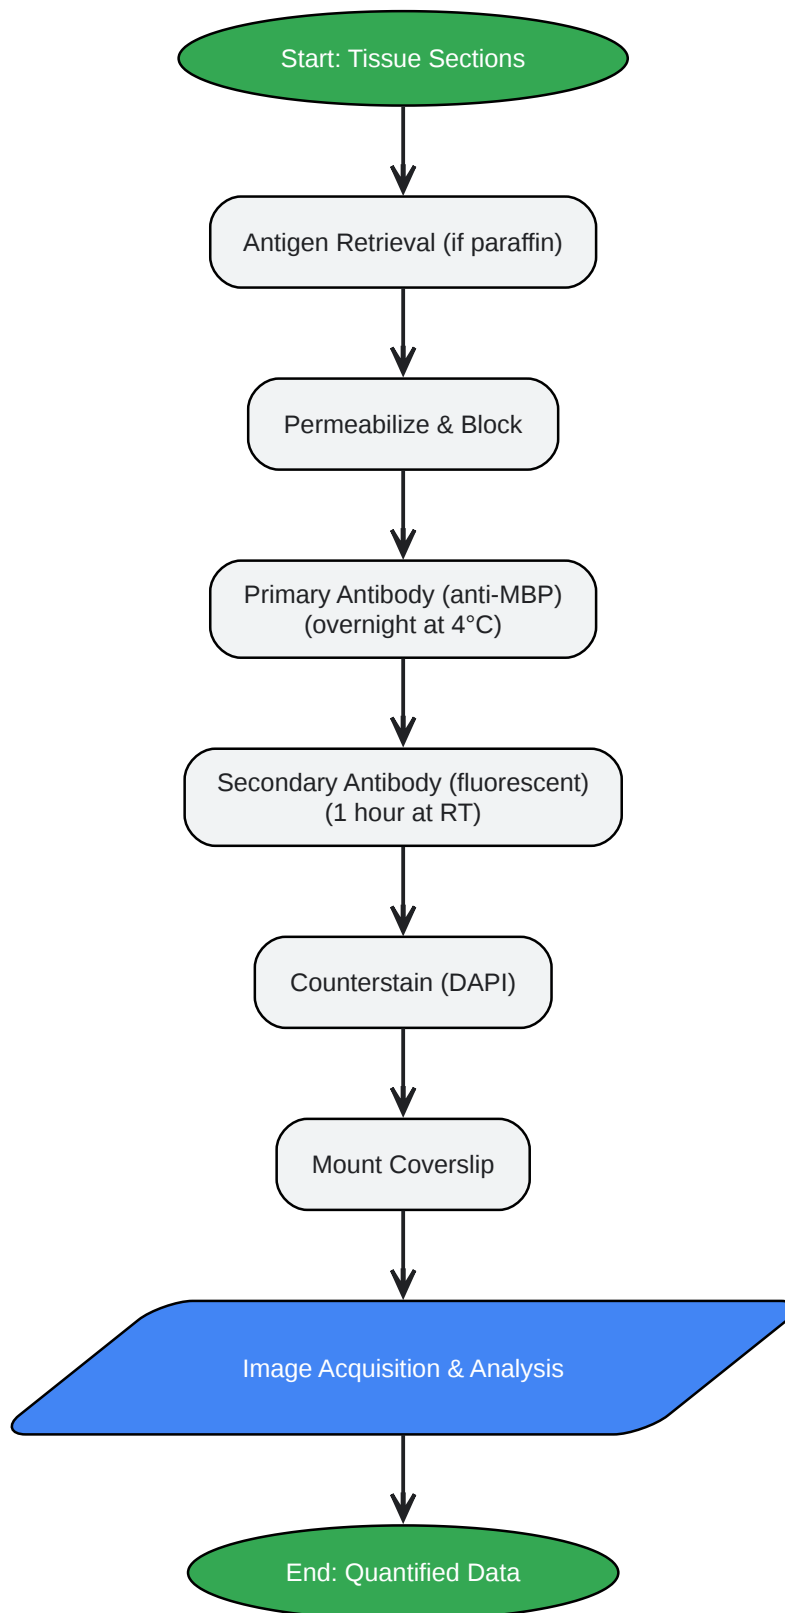 Start: Tissue Sections
Antigen Retrieval (if paraffin)
Permeabilize & Block
Primary Antibody (anti-MBP)
(overnight at 4°C)
Secondary Antibody (fluorescent)
(1 hour at RT)
Counterstain (DAPI)
Mount Coverslip
Image Acquisition & Analysis
End: Quantified Data